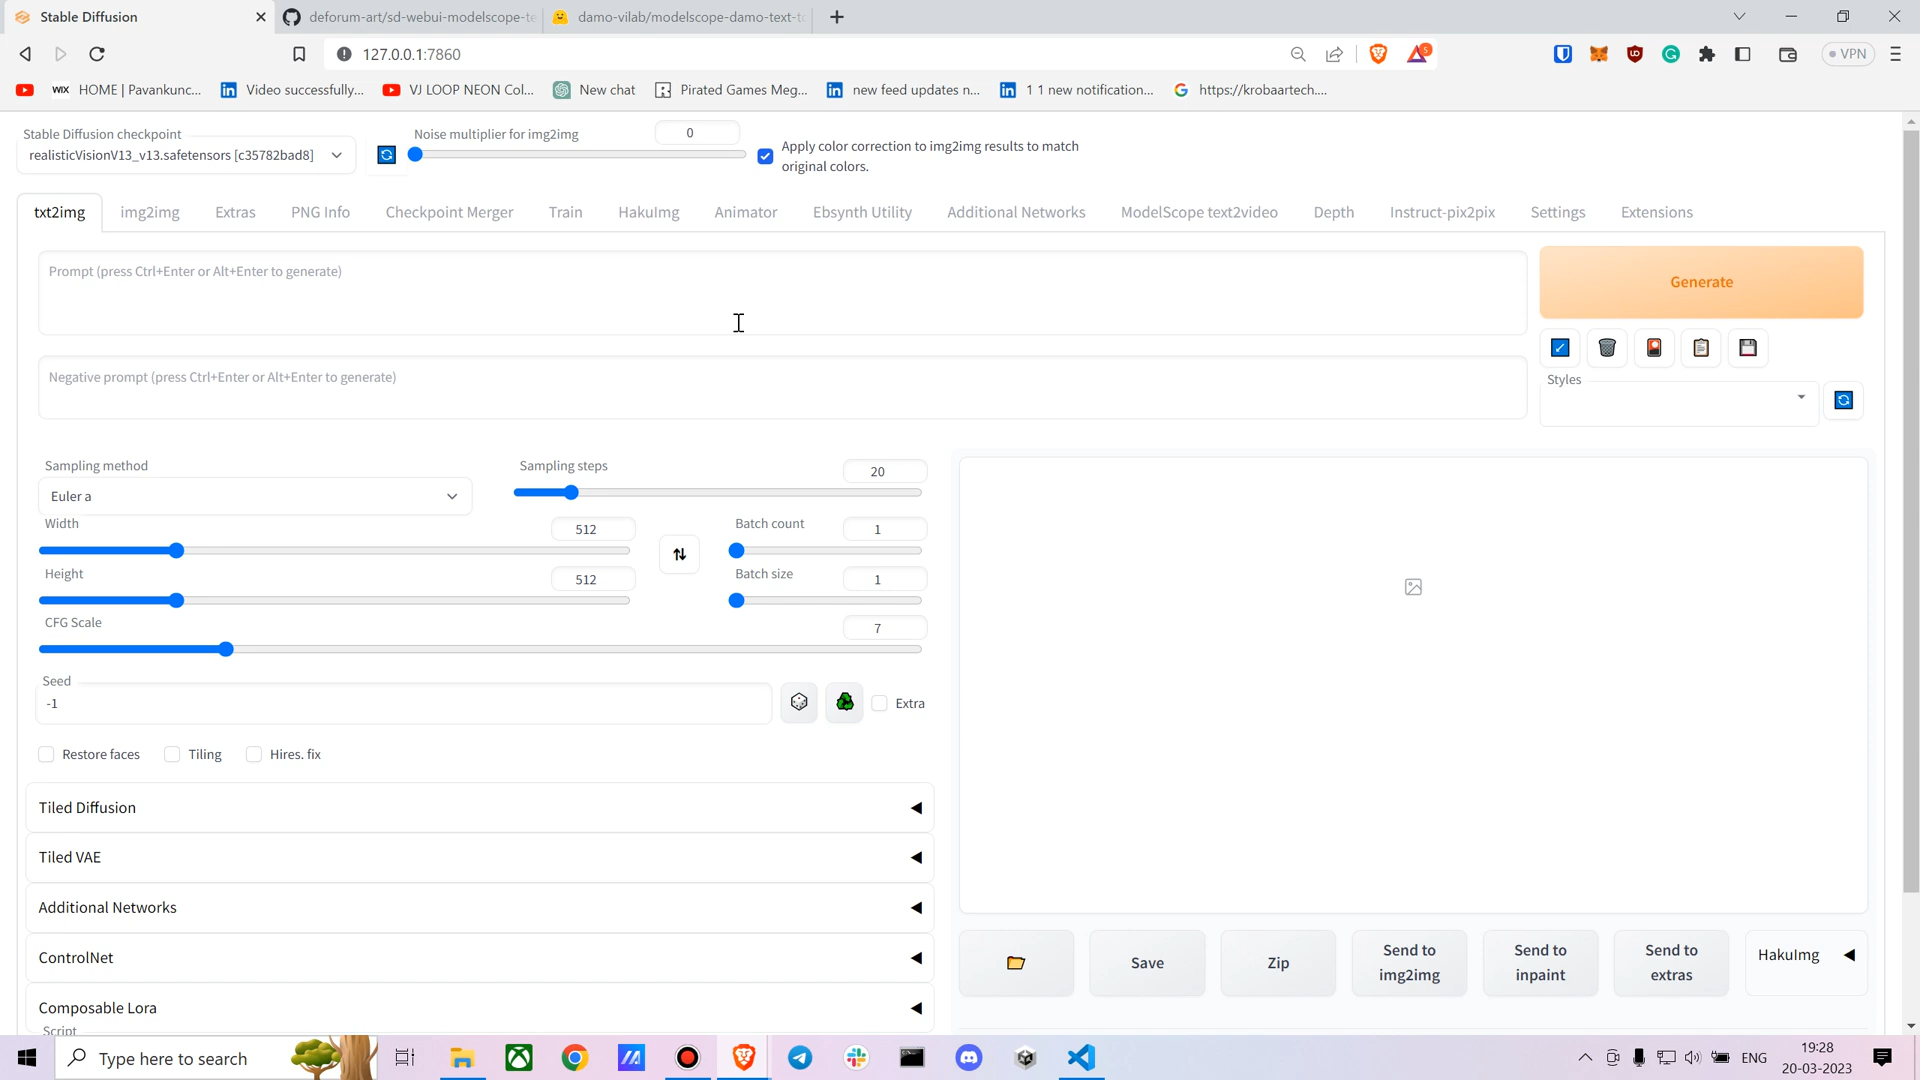 Stable Diffusion
deforum-art/sd-webui-modelscope-te
damo-vilab/modelscope-damo-text-to
127.0.0.1:7860
5
VPN
WIX HOME | Pavankunc...
Video successfully...
VJ LOOP NEON Col...
New chat
Pirated Games Meg...
new feed updates n...
1 1 new notification...
https://krobaartech....
Stable Diffusion checkpoint
realisticVisionV13_v13.safetensors [c35782bad8]
Noise multiplier for img2img
0
Apply color correction to img2img results to match
original colors.
txt2img
img2img
Extras
PNG Info
Checkpoint Merger
Train
HakuImg
Animator
Ebsynth Utility
Additional Networks
ModelScope text2video
Depth
Instruct-pix2pix
Settings
Extensions
Prompt (press Ctrl+Enter or Alt+Enter to generate)
Generate
Negative prompt (press Ctrl+Enter or Alt+Enter to generate)
Styles
Sampling method
Euler a
Sampling steps
20
Width
512
Batch count
1
Height
512
Batch size
1
CFG Scale
7
Seed
-1
Extra
Restore faces
Tiling
Hires. fix
Tiled Diffusion
Tiled VAE
Additional Networks
ControlNet
Composable Lora
Script
Save
Zip
Send to
img2img
Send to
inpaint
Send to
extras
HakuImg
Type here to search
ENG
19:28
20-03-2023